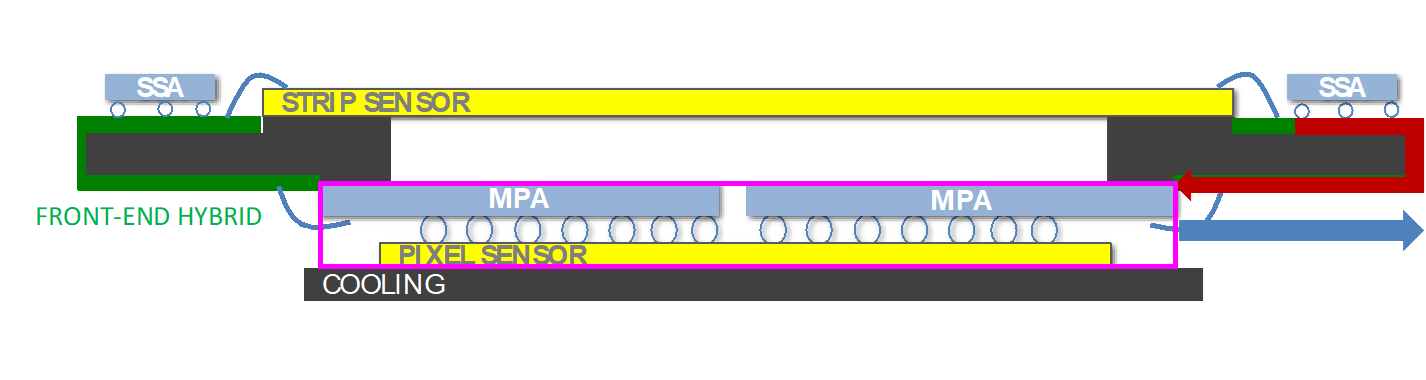 SSA
SSA
STRIP SENSOR
MPA
MPA
FRONT-END HYBRID
PIXEL SENSOR
COOLING